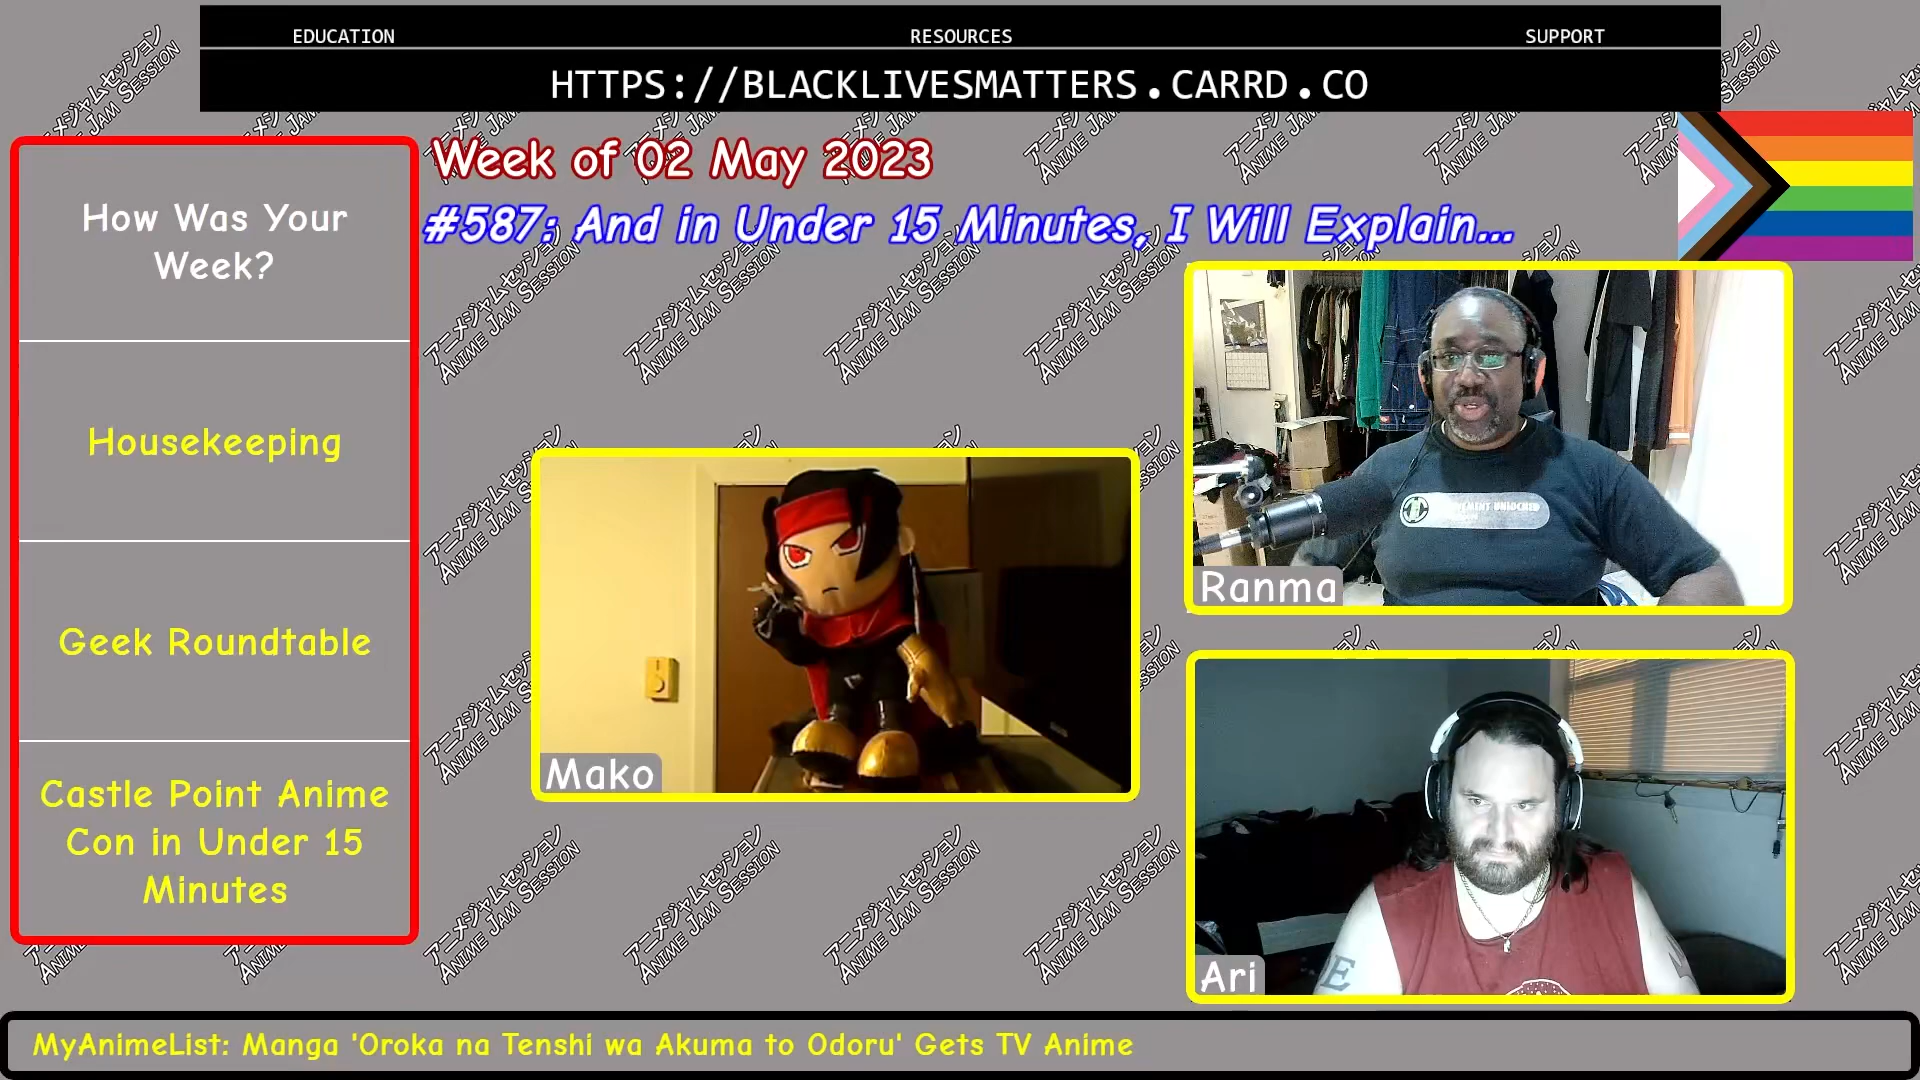 EDUCATION
RESOURCES
SUPPORT
HTTPS://BLACKLIVESMATTERS.CARRD.CO
Week of 02 May 2023
#587: And in Under 15 Minutes, I Will Explain...
How Was Your
Week?
Housekeeping
Geek Roundtable
Castle Point Anime
Con in Under 15
Minutes
Ranma
Mako
Ari
アニメジャムセッション
ANIME JAM SESSION
MyAnimeList: Manga 'Oroka na Tenshi wa Akuma to Odoru' Gets TV Anime